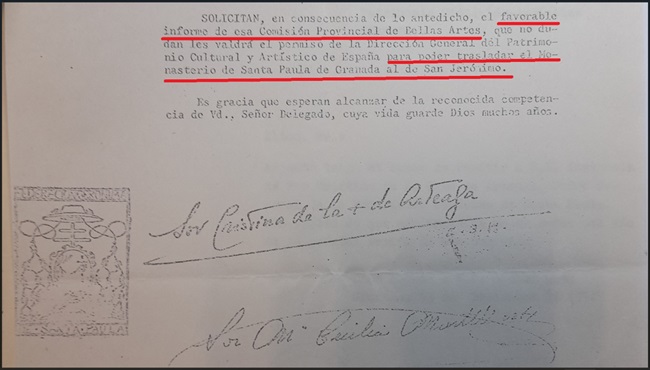 SOLICITAN, en consecuencia de lo antedicho, el favorable
informe de esa Comisión Provincial de Bellas Artes, que no du-
dan les valdrá el permiso de la Dirección General del Patrimo-
nio Cultural y Artístico de España para poder trasladar el Mo-
nasterio de Santa Paula de Granada al de San Jerónimo.
Es gracia que esperan alcanzar de la reconocida competen-
cia de Vd., Señor Delegado, cuya vida guarde Dios muchos años.
Sor Cristina de la + de Arteaga
Sor Mª Cecilia